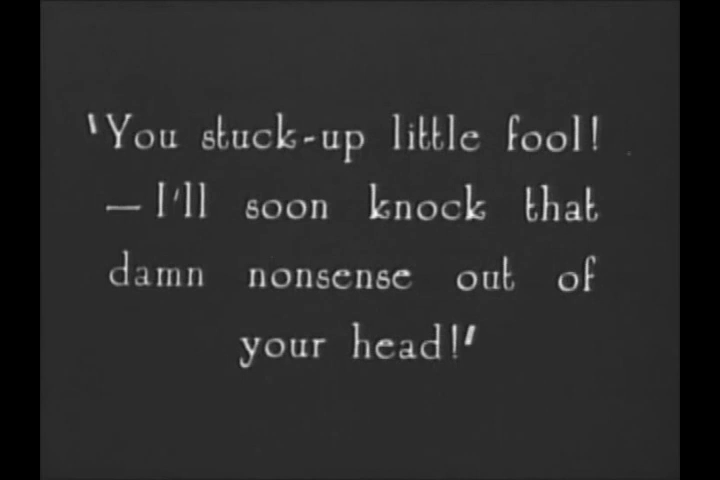 'You stuck-up little fool!
— I'll soon knock that
damn nonsense out of
your head!'